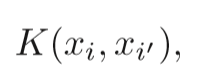 K(x_i, x_{i'}),